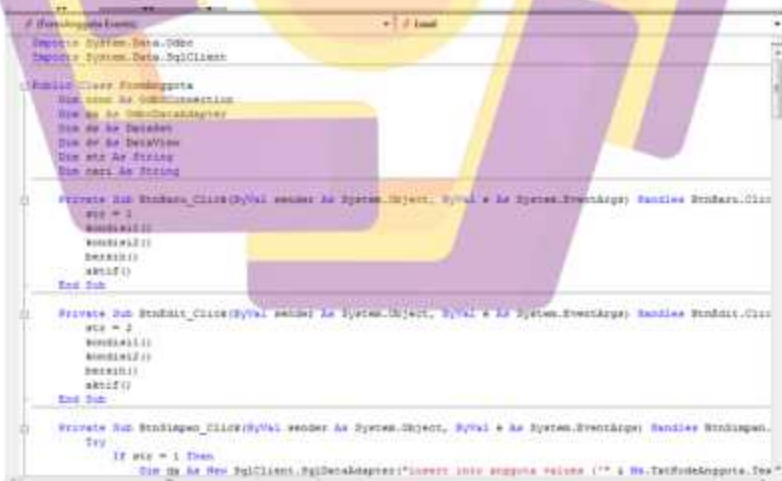 (FormAnggota Events) Load
Imports System.Data.Odbc
Imports System.Data.SqlClient
Public Class FormAnggota
Dim conn As OdbcConnection
Dim da As OdbcDataAdapter
Dim ds As DataSet
Dim dv As DataView
Dim str As String
Dim cari As String
Private Sub BtnBaru_Click(ByVal sender As System.Object, ByVal e As System.EventArgs) Handles BtnBaru.Clic
str = 1
kondisi1()
kondisi2()
bersih()
aktif()
End Sub
Private Sub BtnEdit_Click(ByVal sender As System.Object, ByVal e As System.EventArgs) Handles BtnEdit.Clic
str = 2
kondisi1()
kondisi2()
bersih()
aktif()
End Sub
Private Sub BtnSimpan_Click(ByVal sender As System.Object, ByVal e As System.EventArgs) Handles BtnSimpan.
Try
If str = 1 Then
Dim da As New SqlClient.SqlDataAdapter("insert into anggota values ('" & Me.TxtKodeAnggota.Tex